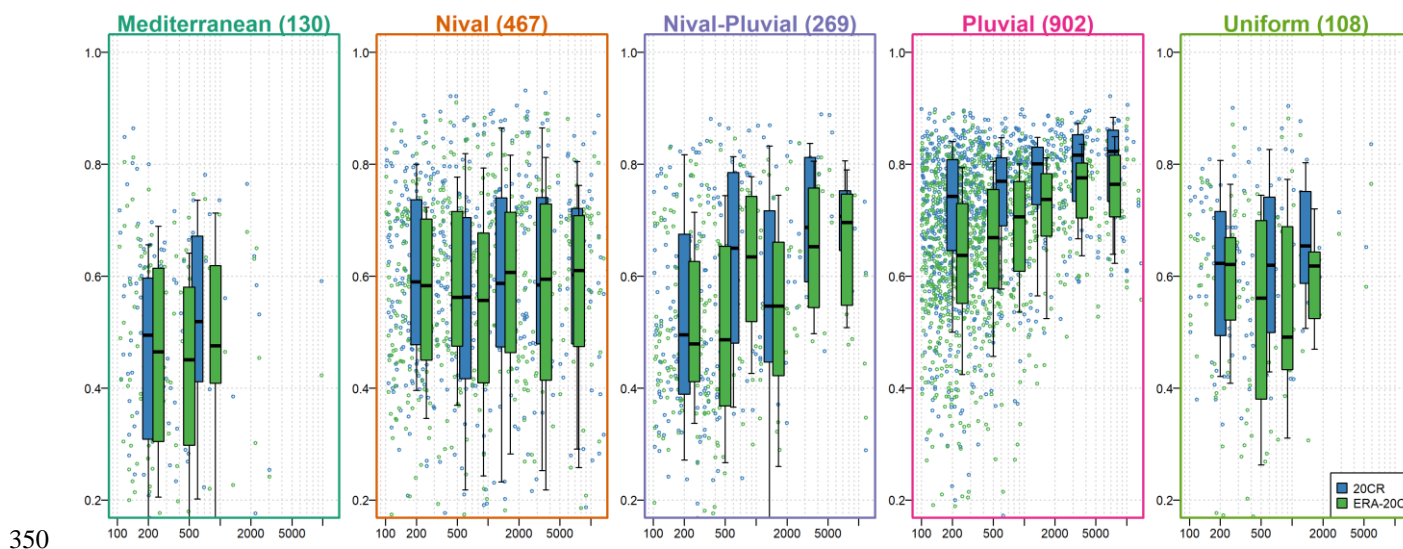 Mediterranean (130) Nival (467) Nival-Pluvial (269) Pluvial (902) Uniform (108)
1.0 1.0 1.0 1.0 1.0
0.8 0.8 0.8 0.8 0.8
0.6 0.6 0.6 0.6 0.6
0.4 0.4 0.4 0.4 0.4
0.2 0.2 0.2 0.2 0.2
20CR
ERA-20C
100 200 500 2000 5000 100 200 500 2000 5000 100 200 500 2000 5000 100 200 500 2000 5000 100 200 500 2000 5000
350